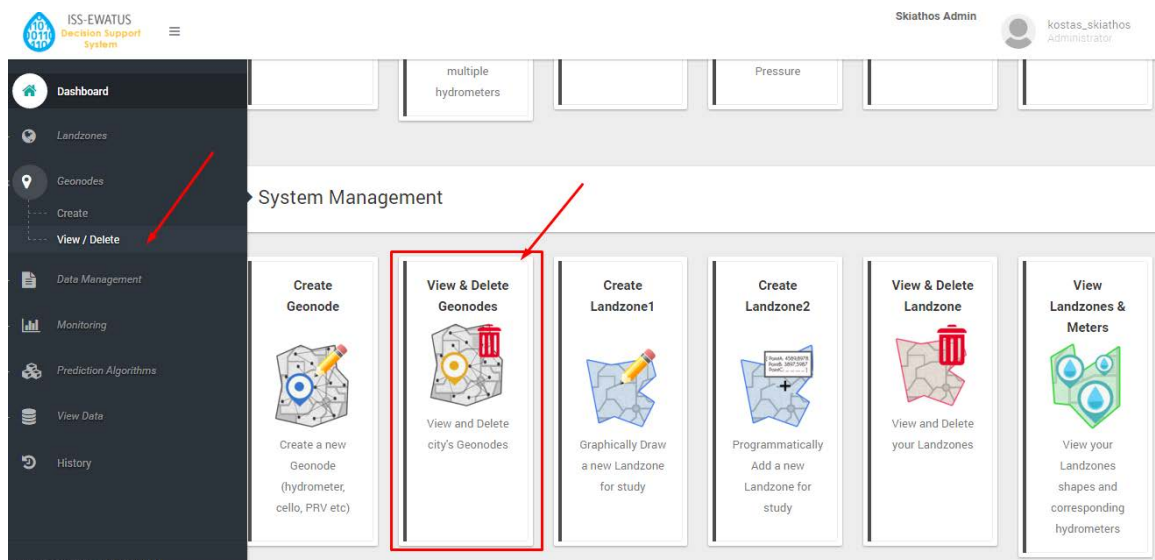 ISS-EWATUS
Decision Support
System
Skiathos Admin
kostas_skiathos
Administrator
Dashboard
Landzones
Geonodes
Create
View / Delete
Data Management
Monitoring
Prediction Algorithms
View Data
History
multiple
hydrometers
Pressure
System Management
Create
Geonode
Create a new
Geonode
(hydrometer,
cello, PRV etc)
View & Delete
Geonodes
View and Delete
city's Geonodes
Create
Landzone1
Graphically Draw
a new Landzone
for study
Create
Landzone2
Programmatically
Add a new
Landzone for
study
View & Delete
Landzone
View and Delete
your Landzones
View
Landzones &
Meters
View your
Landzones
shapes and
corresponding
hydrometers